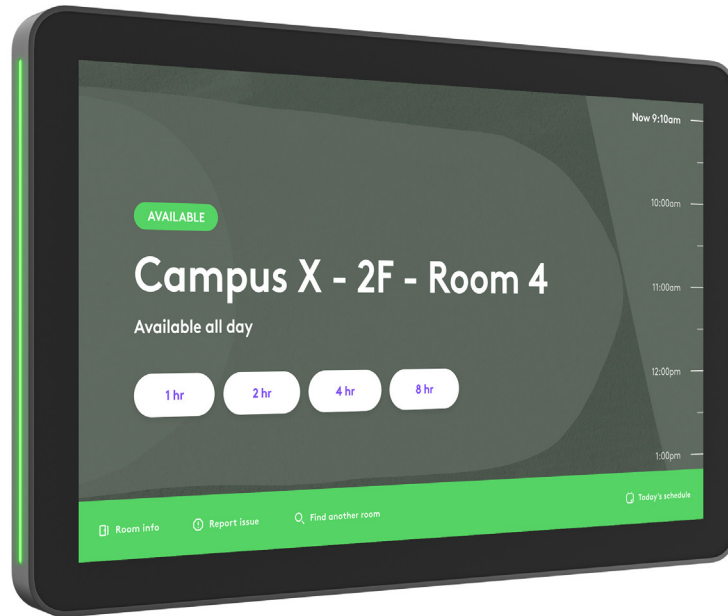 AVAILABLE
Campus X - 2F - Room 4
Available all day
1 hr
2 hr
4 hr
8 hr
Now 9:10am
10:00am
11:00am
12:00pm
1:00pm
Room info
Report issue
Find another room
Today's schedule